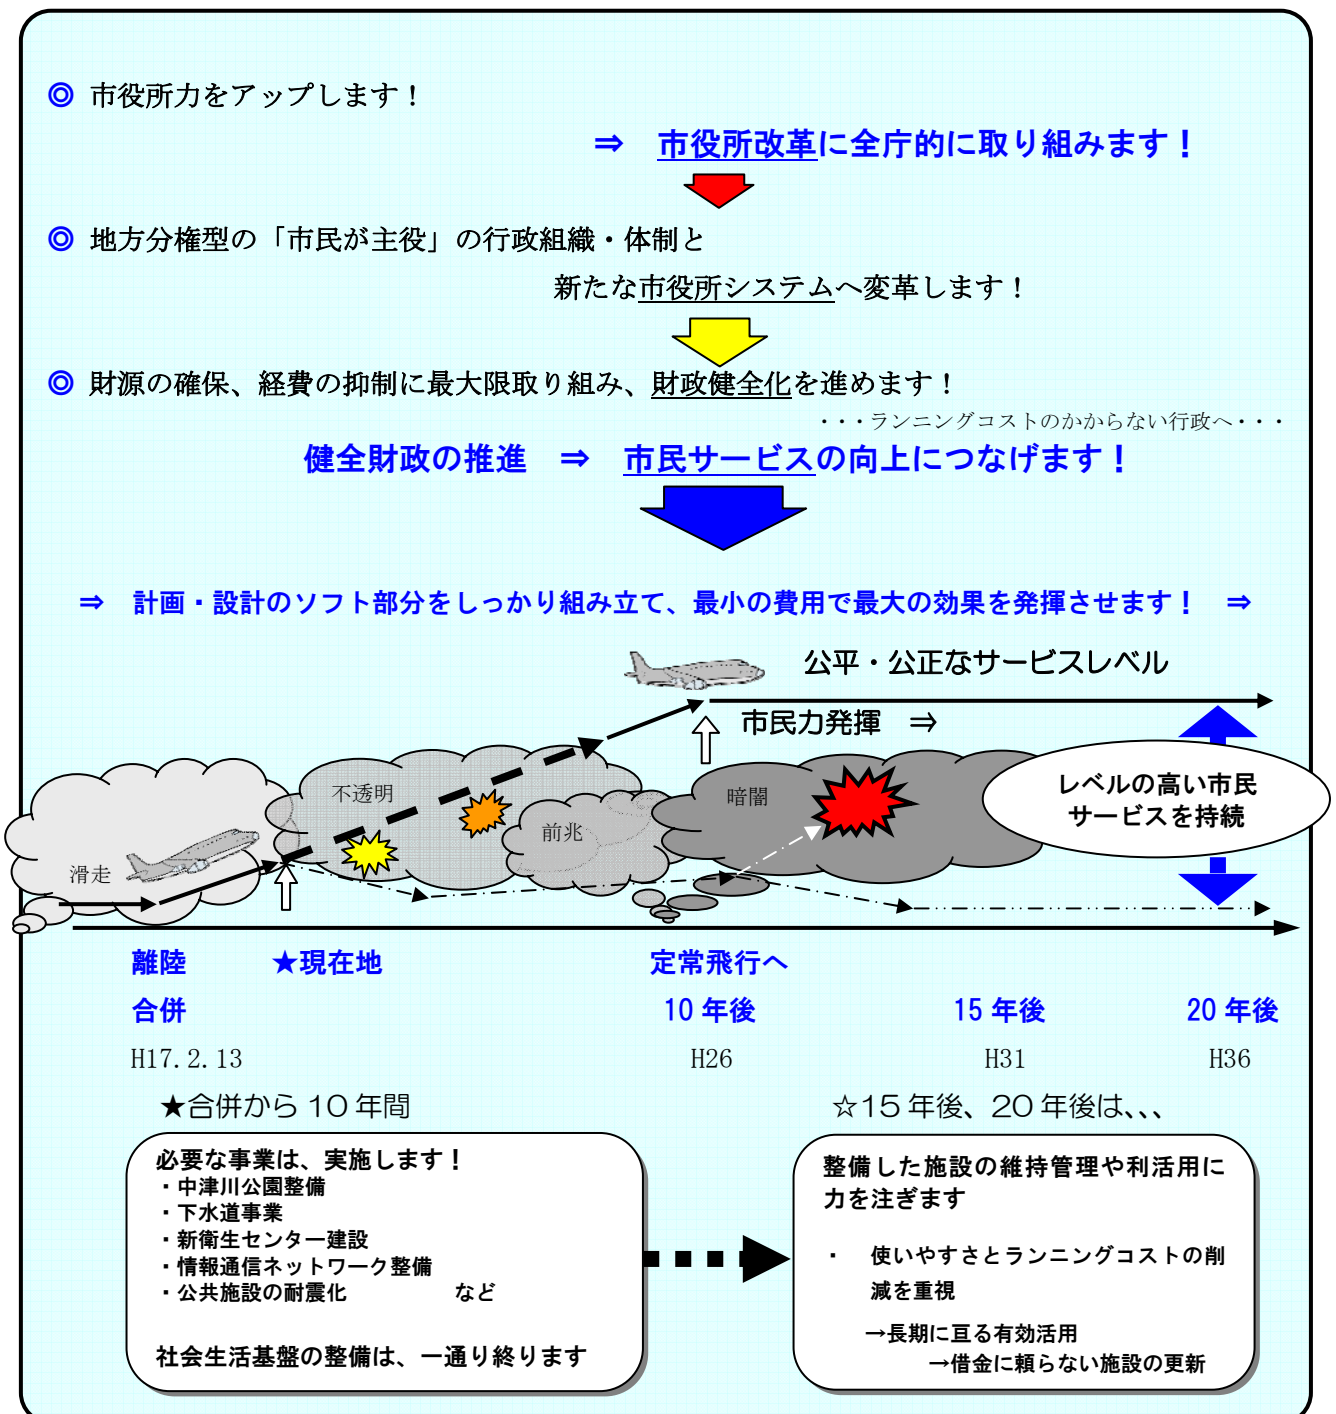 ◎ 市役所力をアップします！
⇒ 市役所改革に全庁的に取り組みます！
◎ 地方分権型の「市民が主役」の行政組織・体制と
新たな市役所システムへ変革します！
◎ 財源の確保、経費の抑制に最大限取り組み、財政健全化を進めます！
・・・ランニングコストのかからない行政へ・・・
健全財政の推進 ⇒ 市民サービスの向上につなげます！
⇒ 計画・設計のソフト部分をしっかり組み立て、最小の費用で最大の効果を発揮させます！ ⇒
公平・公正なサービスレベル
市民力発揮 ⇒
不透明
暗闇
レベルの高い市民
サービスを持続
前兆
滑走
離陸 ★現在地 定常飛行へ
合併 10年後 15年後 20年後
H17.2.13 H26 H31 H36
★合併から10年間
☆15年後、20年後は、、、
必要な事業は、実施します！
・中津川公園整備
・下水道事業
・新衛生センター建設
・情報通信ネットワーク整備
・公共施設の耐震化 など
社会生活基盤の整備は、一通り終ります
整備した施設の維持管理や利活用に
力を注ぎます
・ 使いやすさとランニングコストの削
減を重視
→長期に亘る有効活用
→借金に頼らない施設の更新